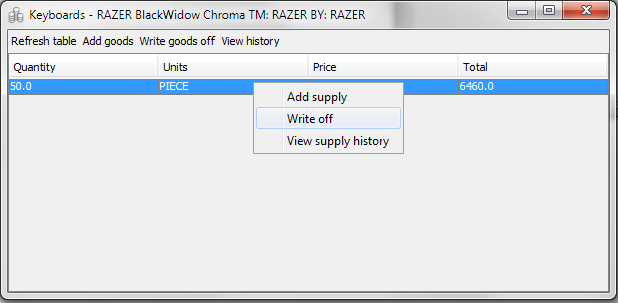 Keyboards - RAZER BlackWidow Chroma TM: RAZER BY: RAZER
Refresh table Add goods Write goods off View history
Quantity Units Price Total
50.0 PIECE 6460.0
Add supply
Write off
View supply history